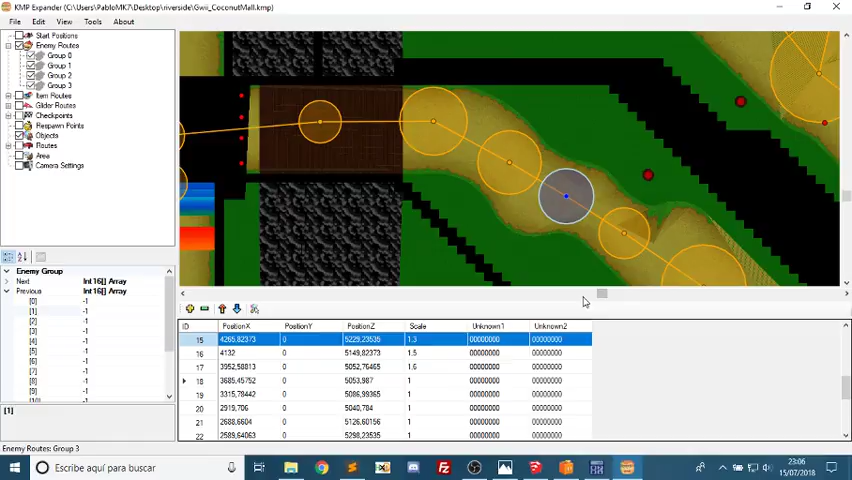 KMP Expander (C:\Users\PabloMK7\Desktop\riverside\Gwii_CoconutMall.kmp)
File Edit View Tools About
Start Positions
Enemy Routes
Group 0
Group 1
Group 2
Group 3
Item Routes
Glider Routes
Checkpoints
Respawn Points
Objects
Routes
Area
Camera Settings
Enemy Group
Next Int16[] Array
Previous Int16[] Array
[0] -1
[1] -1
[2] -1
[3] -1
[4] -1
[5] -1
[6] -1
[7] -1
[8] -1
[9] -1
[10] -1
[1]
ID PositionX PositionY PositionZ Scale Unknown1 Unknown2
15 4265,82373 0 5229,23535 1.3 00000000 00000000
16 4132 0 5149,82373 1.5 00000000 00000000
17 3952,58813 0 5052,76465 1.6 00000000 00000000
18 3685,45752 0 5053,987 1 00000000 00000000
19 3315,78442 0 5086,99365 1 00000000 00000000
20 2919,706 0 5040,784 1 00000000 00000000
21 2688,6604 0 5126,60156 1 00000000 00000000
22 2589,64063 0 5298,23535 1 00000000 00000000
Enemy Routes: Group 3
Escribe aquí para buscar
23:06
15/07/2018